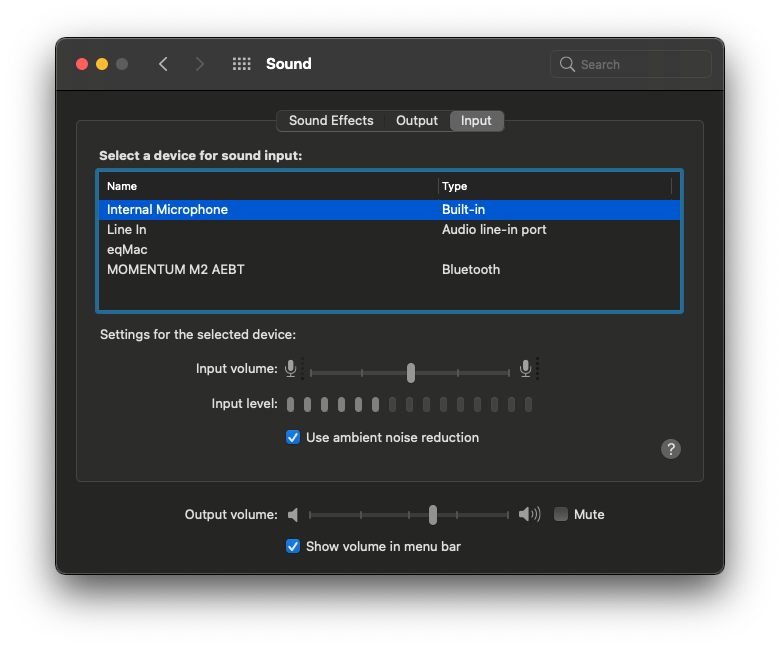 Sound
Search
Sound Effects Output Input
Select a device for sound input:
Name Type
Internal Microphone Built-in
Line In Audio line-in port
eqMac
MOMENTUM M2 AEBT Bluetooth
Settings for the selected device:
Input volume:
Input level:
Use ambient noise reduction
?
Output volume: Mute
Show volume in menu bar